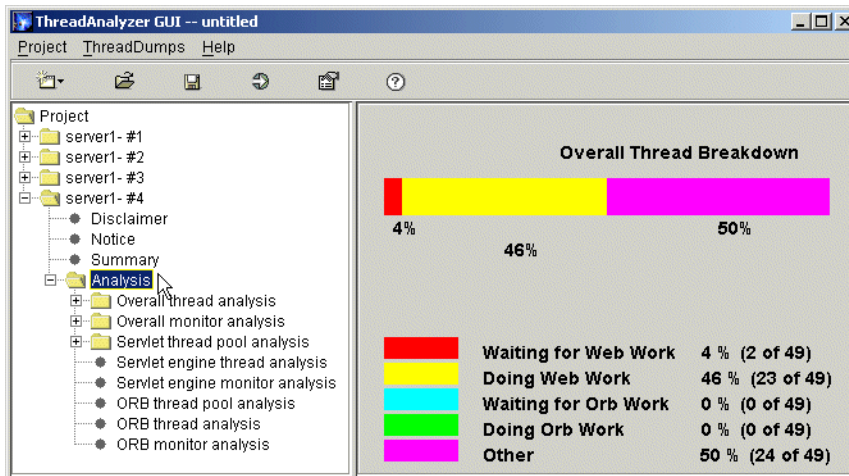 ThreadAnalyzer GUI -- untitled
Project ThreadDumps Help
Project
server1- #1
server1- #2
server1- #3
server1- #4
Disclaimer
Notice
Summary
Analysis
Overall thread analysis
Overall monitor analysis
Servlet thread pool analysis
Servlet engine thread analysis
Servlet engine monitor analysis
ORB thread pool analysis
ORB thread analysis
ORB monitor analysis
Overall Thread Breakdown
4% 50%
46%
Waiting for Web Work 4 % (2 of 49)
Doing Web Work 46 % (23 of 49)
Waiting for Orb Work 0 % (0 of 49)
Doing Orb Work 0 % (0 of 49)
Other 50 % (24 of 49)